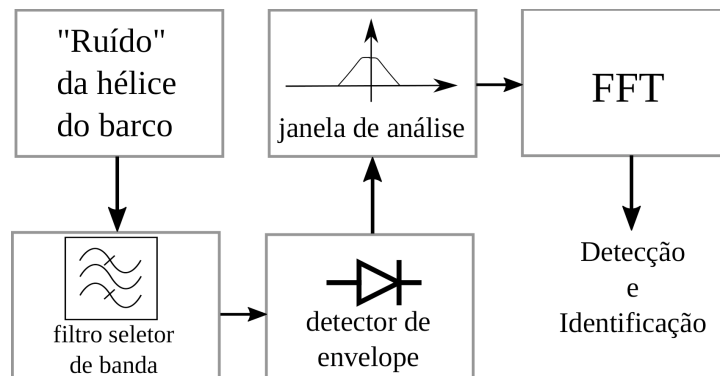 "Ruído"
da hélice
do barco
filtro seletor
de banda
detector de
envelope
janela de análise
FFT
Detecção
e
Identificação